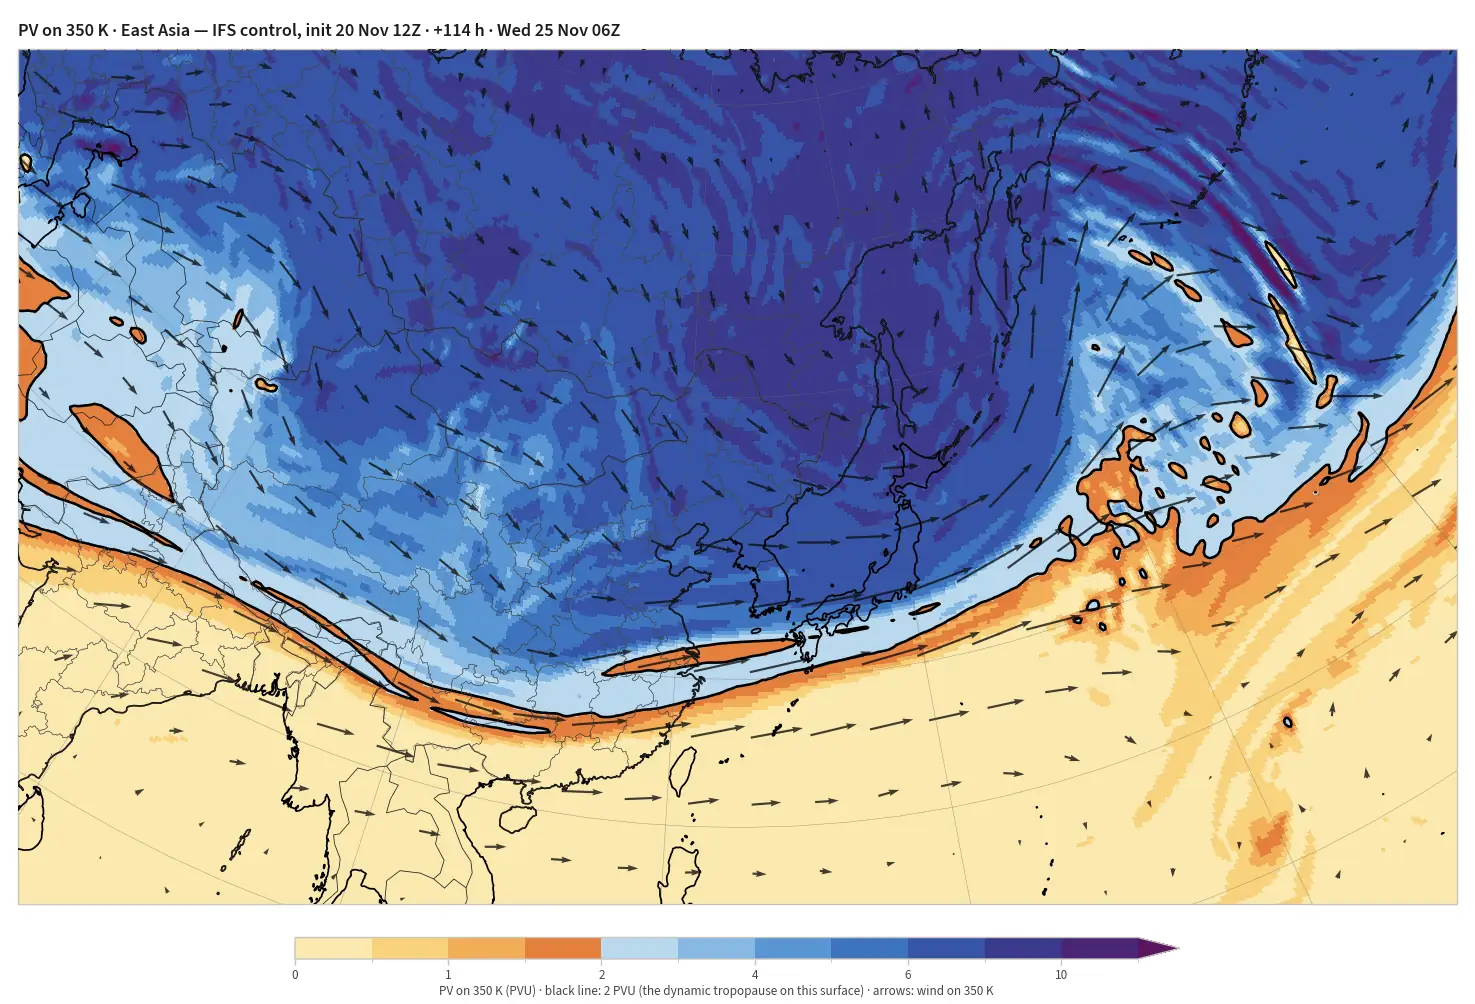 PV on 350 K · East Asia — IFS control, init 20 Nov 12Z · +114 h · Wed 25 Nov 06Z
0 1 2 4 6 10
PV on 350 K (PVU) · black line: 2 PVU (the dynamic tropopause on this surface) · arrows: wind on 350 K